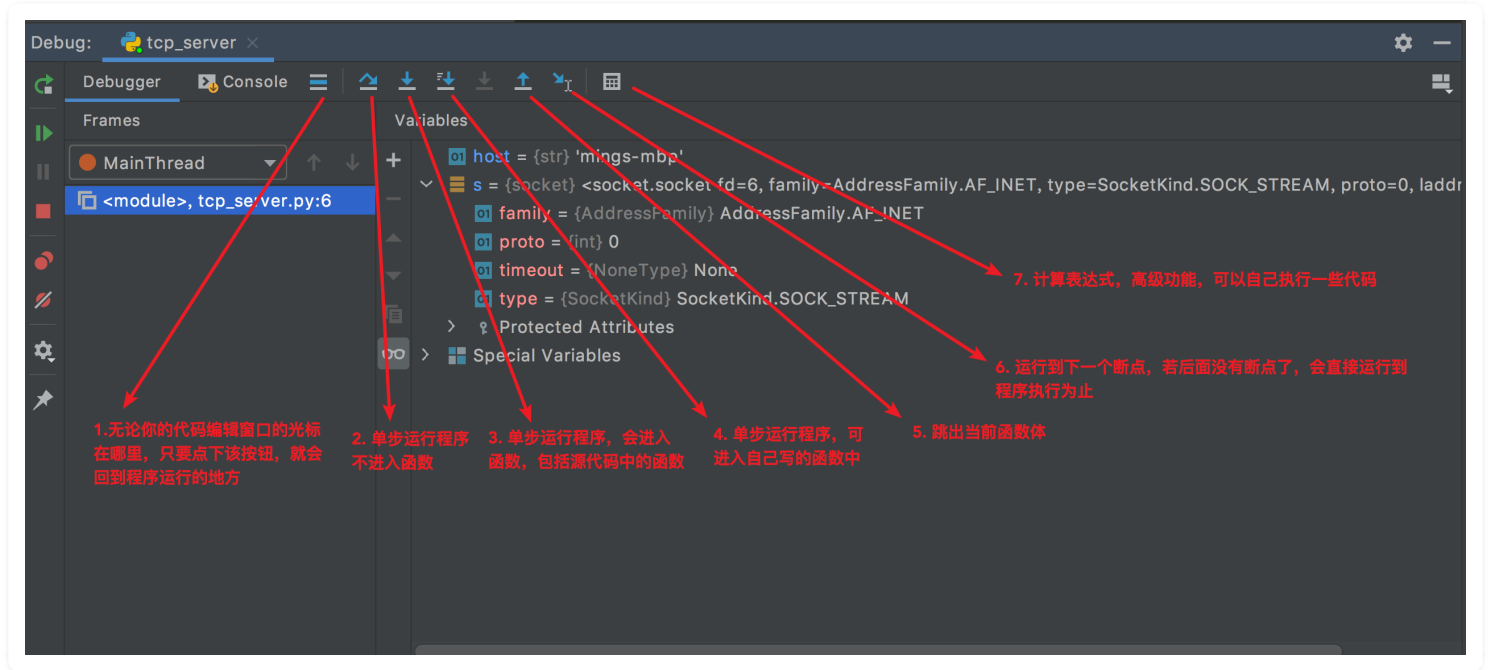 Debug: tcp_server
Debugger Console
Frames Variables
MainThread
<module>, tcp_server.py:6
host = {str} 'mings-mbp'
s = {socket} <socket.socket fd=6, family=AddressFamily.AF_INET, type=SocketKind.SOCK_STREAM, proto=0, laddr
family = {AddressFamily} AddressFamily.AF_INET
proto = {int} 0
timeout = {NoneType} None
type = {SocketKind} SocketKind.SOCK_STREAM
Protected Attributes
Special Variables
7. 计算表达式，高级功能，可以自己执行一些代码
6. 运行到下一个断点，若后面没有断点了，会直接运行到
程序执行为止
1.无论你的代码编辑窗口的光标
在哪里，只要点下该按钮，就会
回到程序运行的地方
2. 单步运行程序
不进入函数
3. 单步运行程序，会进入
函数，包括源代码中的函数
4. 单步运行程序，可
进入自己写的函数中
5. 跳出当前函数体